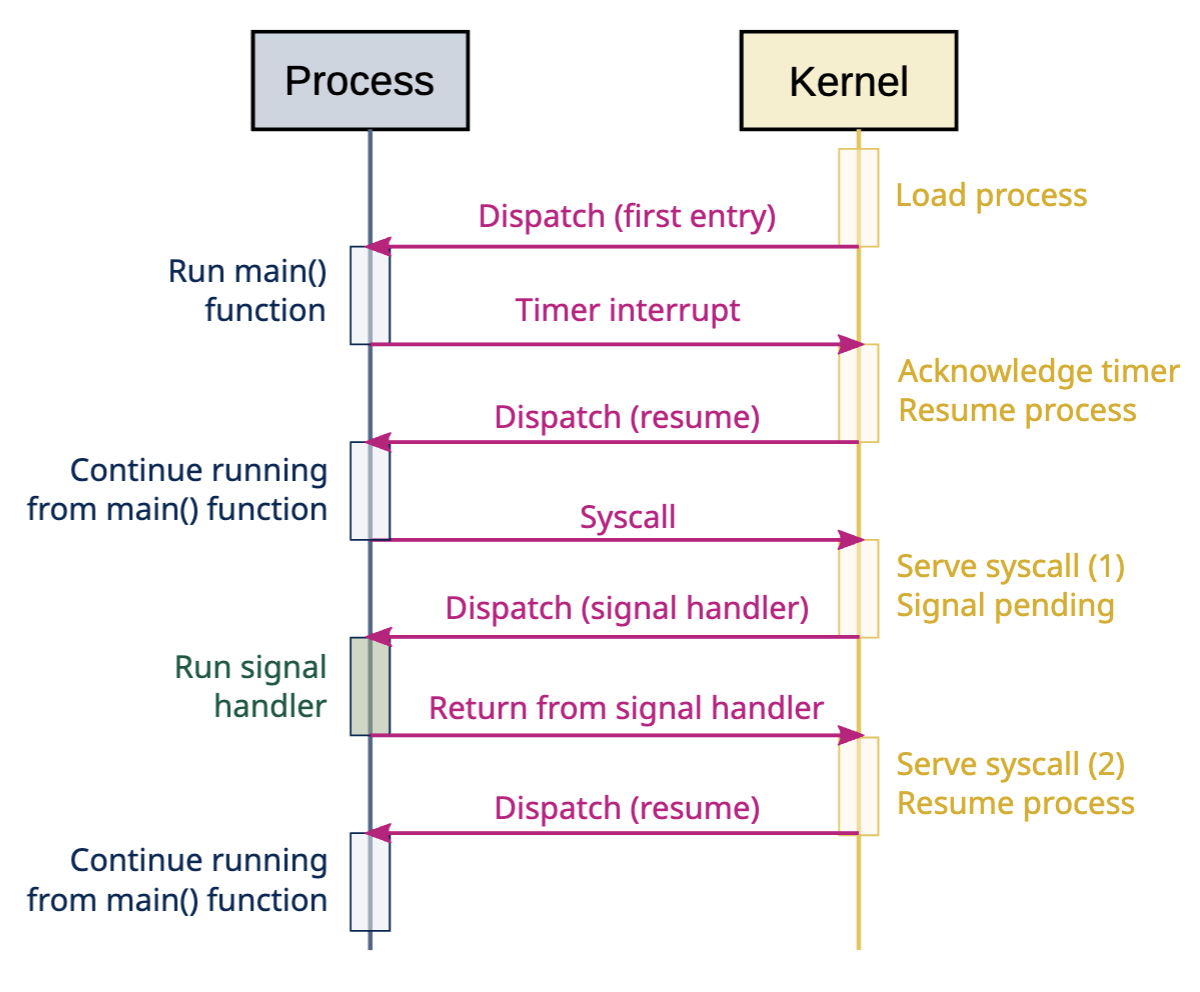 Process
Kernel
Load process
Dispatch (first entry)
Run main()
function
Timer interrupt
Acknowledge timer
Resume process
Dispatch (resume)
Continue running
from main() function
Syscall
Serve syscall (1)
Signal pending
Dispatch (signal handler)
Run signal
handler
Return from signal handler
Serve syscall (2)
Resume process
Dispatch (resume)
Continue running
from main() function